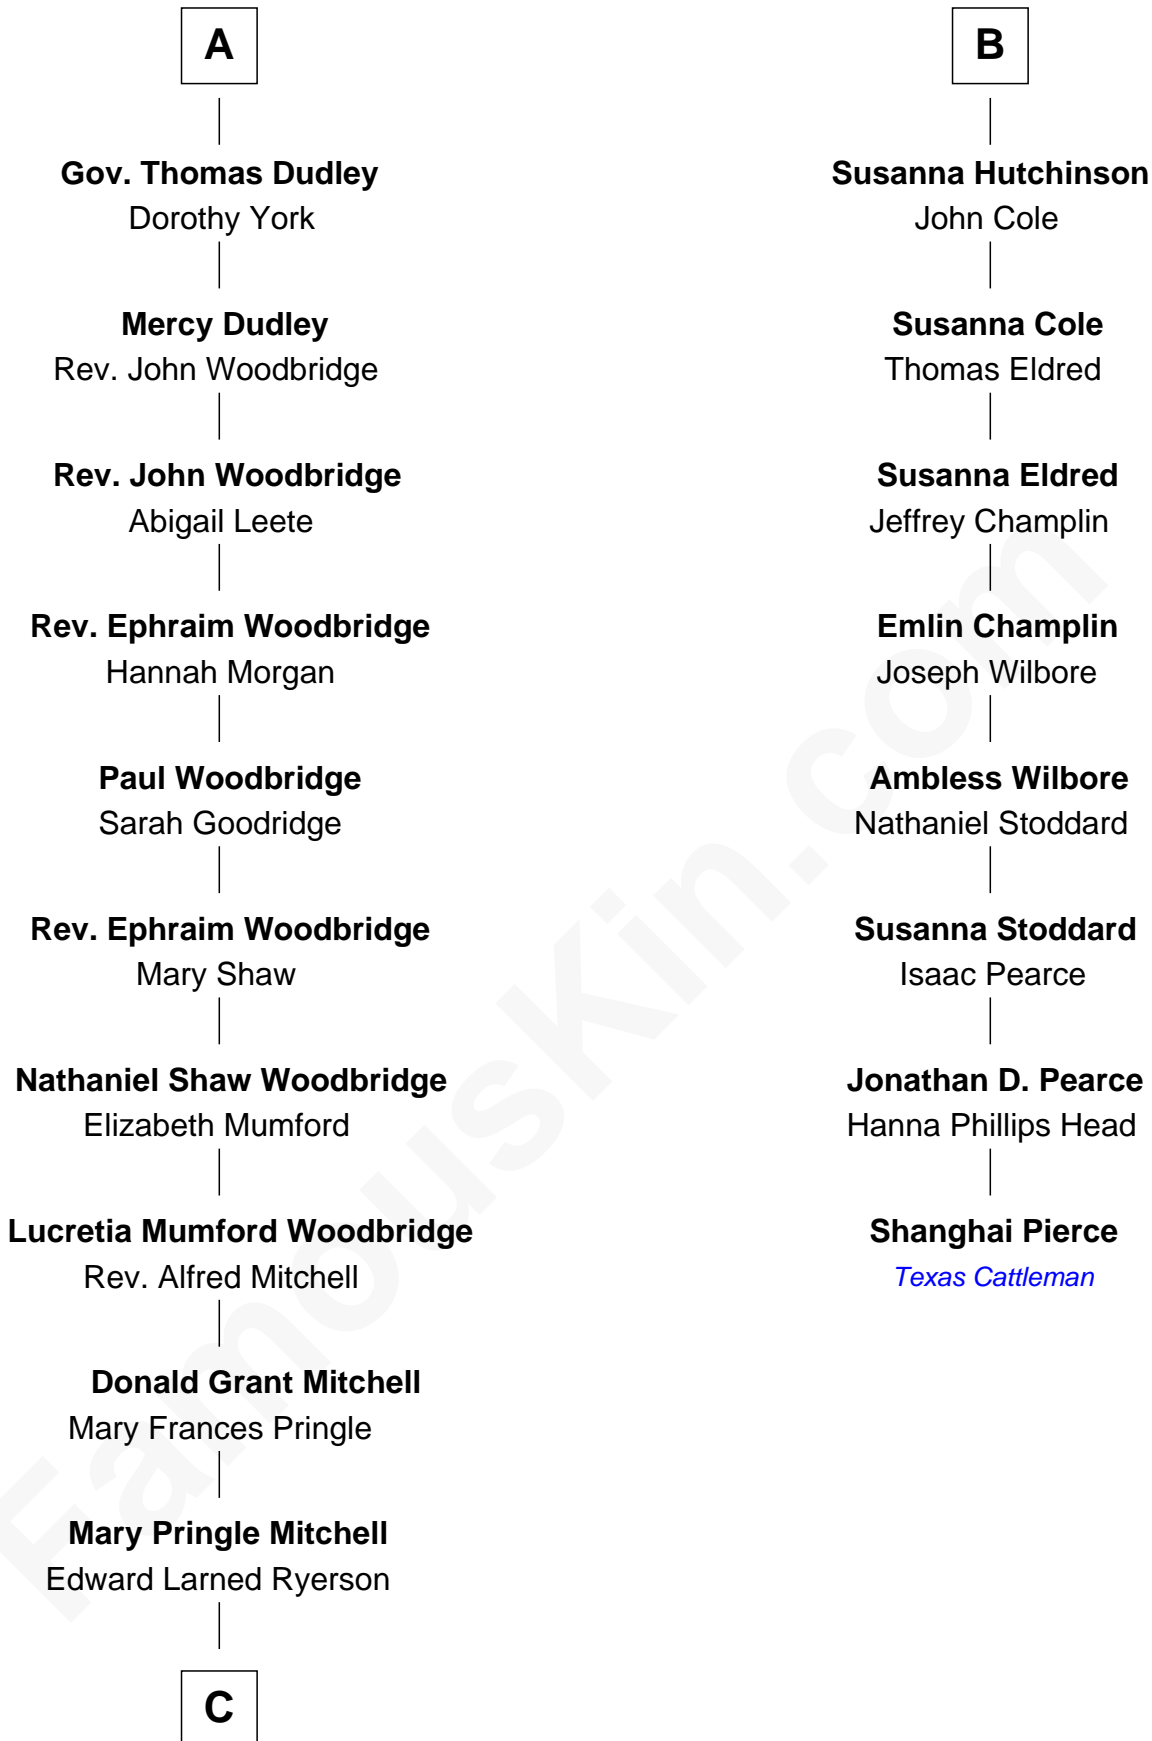 A
Gov. Thomas Dudley
Dorothy York
Mercy Dudley
Rev. John Woodbridge
Rev. John Woodbridge
Abigail Leete
Rev. Ephraim Woodbridge
Hannah Morgan
Paul Woodbridge
Sarah Goodridge
Rev. Ephraim Woodbridge
Mary Shaw
Nathaniel Shaw Woodbridge
Elizabeth Mumford
Lucretia Mumford Woodbridge
Rev. Alfred Mitchell
Donald Grant Mitchell
Mary Frances Pringle
Mary Pringle Mitchell
Edward Larned Ryerson
C
B
Susanna Hutchinson
John Cole
Susanna Cole
Thomas Eldred
Susanna Eldred
Jeffrey Champlin
Emlin Champlin
Joseph Wilbore
Ambless Wilbore
Nathaniel Stoddard
Susanna Stoddard
Isaac Pearce
Jonathan D. Pearce
Hanna Phillips Head
Shanghai Pierce
Texas Cattleman
FamousKin.com